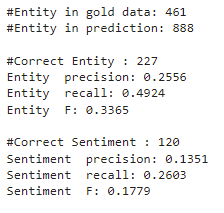 #Entity in gold data: 461
#Entity in prediction: 888
#Correct Entity : 227
Entity  precision: 0.2556
Entity  recall: 0.4924
Entity  F: 0.3365
#Correct Sentiment : 120
Sentiment  precision: 0.1351
Sentiment  recall: 0.2603
Sentiment  F: 0.1779